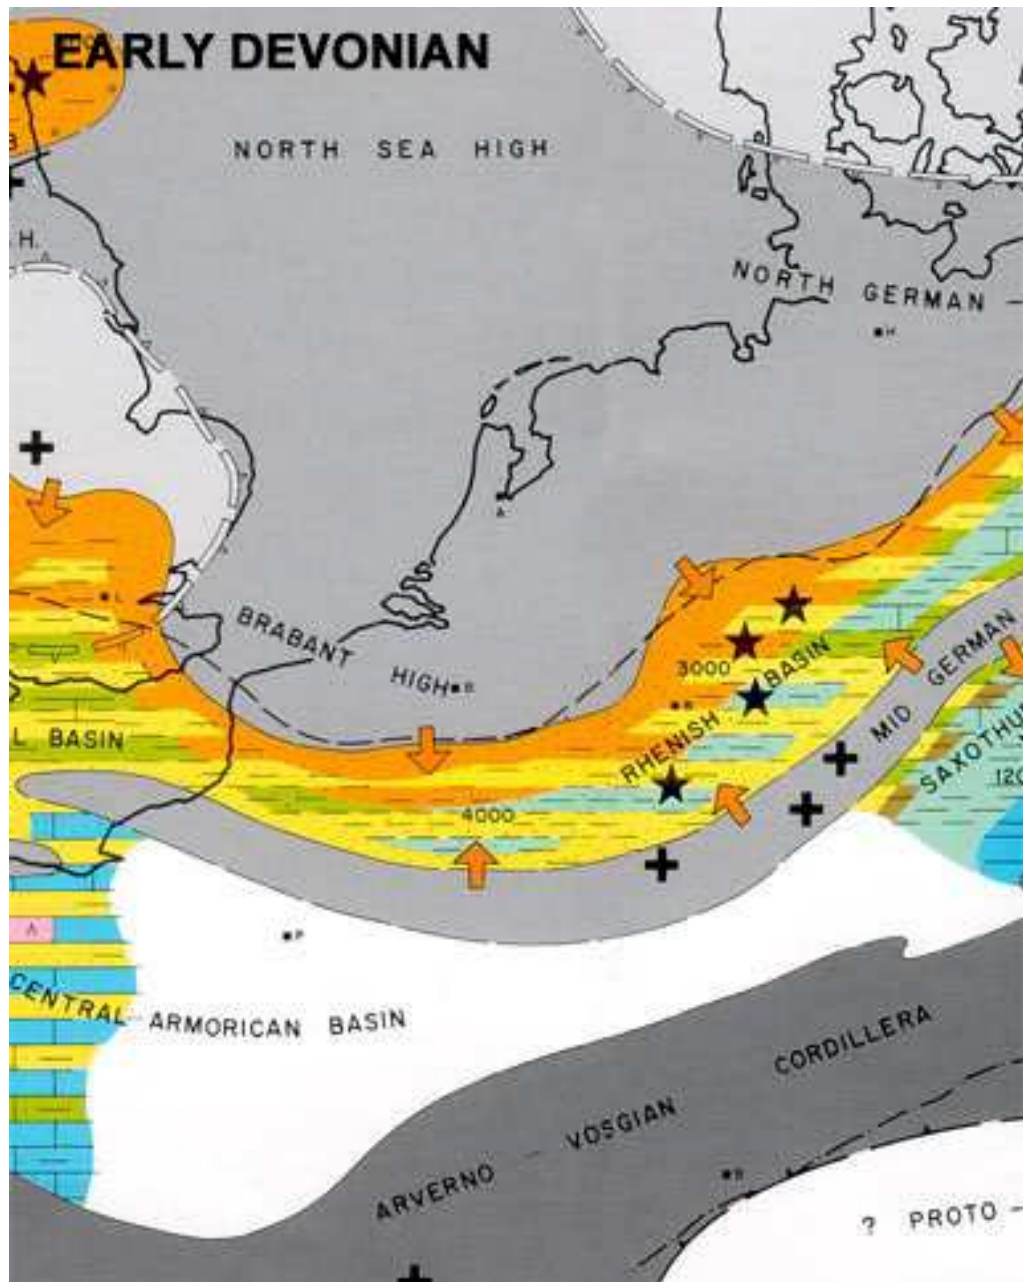 EARLY DEVONIAN
NORTH SEA HIGH
H.
NORTH GERMAN
H
A
L
BRABANT HIGH
B
3000
B
RHENISH BASIN
MID GERMAN
L BASIN
4000
120
P
CENTRAL ARMORICAN BASIN
ARVERNO - VOSGIAN CORDILLERA
B
? PROTO -